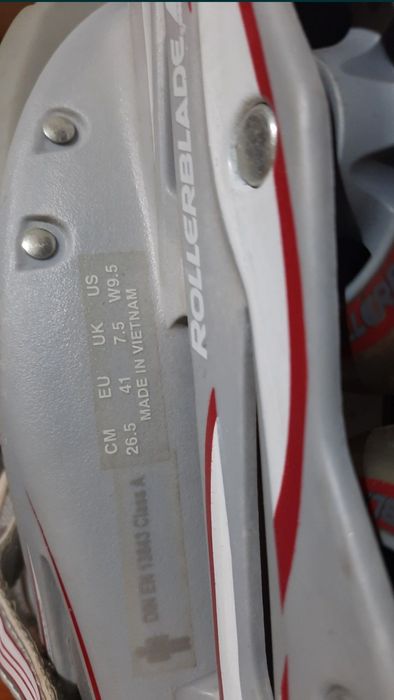 ROLLERBLADE
CM EU UK US
26.5 41 7.5 W9.5
MADE IN VIETNAM
DIN EN 13843 Class A